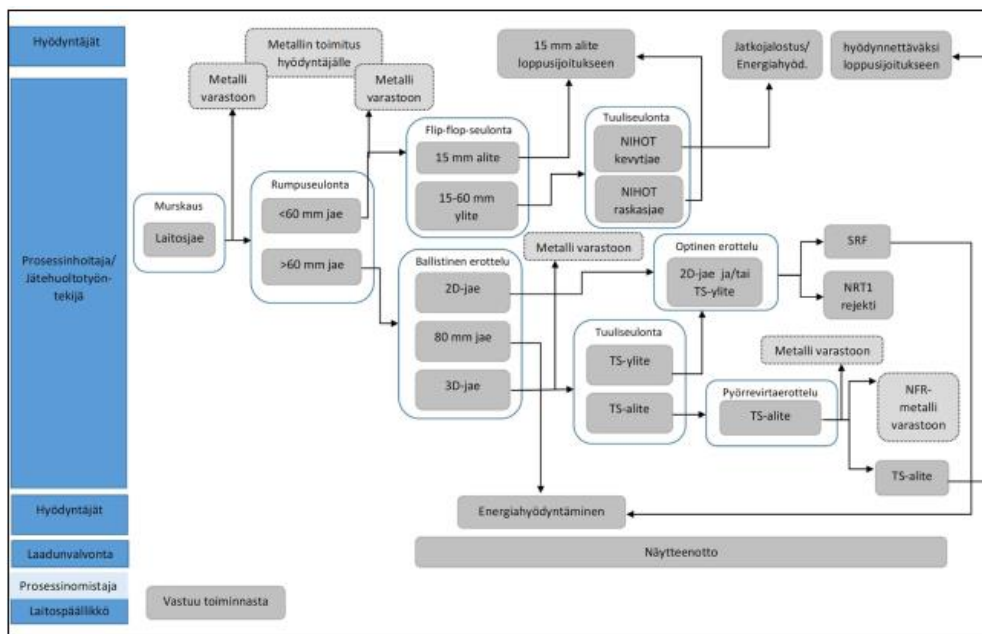 Hyödyntäjät
Metallin toimitus
hyödyntäjälle
15 mm alite
loppusijoitukseen
Jatkojalostus/
Energiahyöd.
hyödynnettäväksi
loppusijoitukseen
Metalli
varastoon
Metalli
varastoon
Flip-flop-seulonta
15 mm alite
15-60 mm
ylite
Tuuliseulonta
NIHOT
kevytjae
NIHOT
raskasjae
Murskaus
Laitosjae
Rumpuseulonta
<60 mm jae
>60 mm jae
Prosessinhoitaja/
Jätehuoltotyön-
tekijä
Ballistinen erottelu
2D-jae
80 mm jae
3D-jae
Metalli varastoon
Optinen erottelu
2D-jae ja/tai
TS-ylite
SRF
NRT1
rejekti
Tuuliseulonta
TS-ylite
TS-alite
Metalli varastoon
Pyörrevirtaerottelu
TS-alite
NFR-
metalli
varastoon
TS-alite
Hyödyntäjät
Energiahyödyntäminen
Laadunvalvonta
Näytteenotto
Prosessinomistaja
Laitospäällikkö
Vastuu toiminnasta